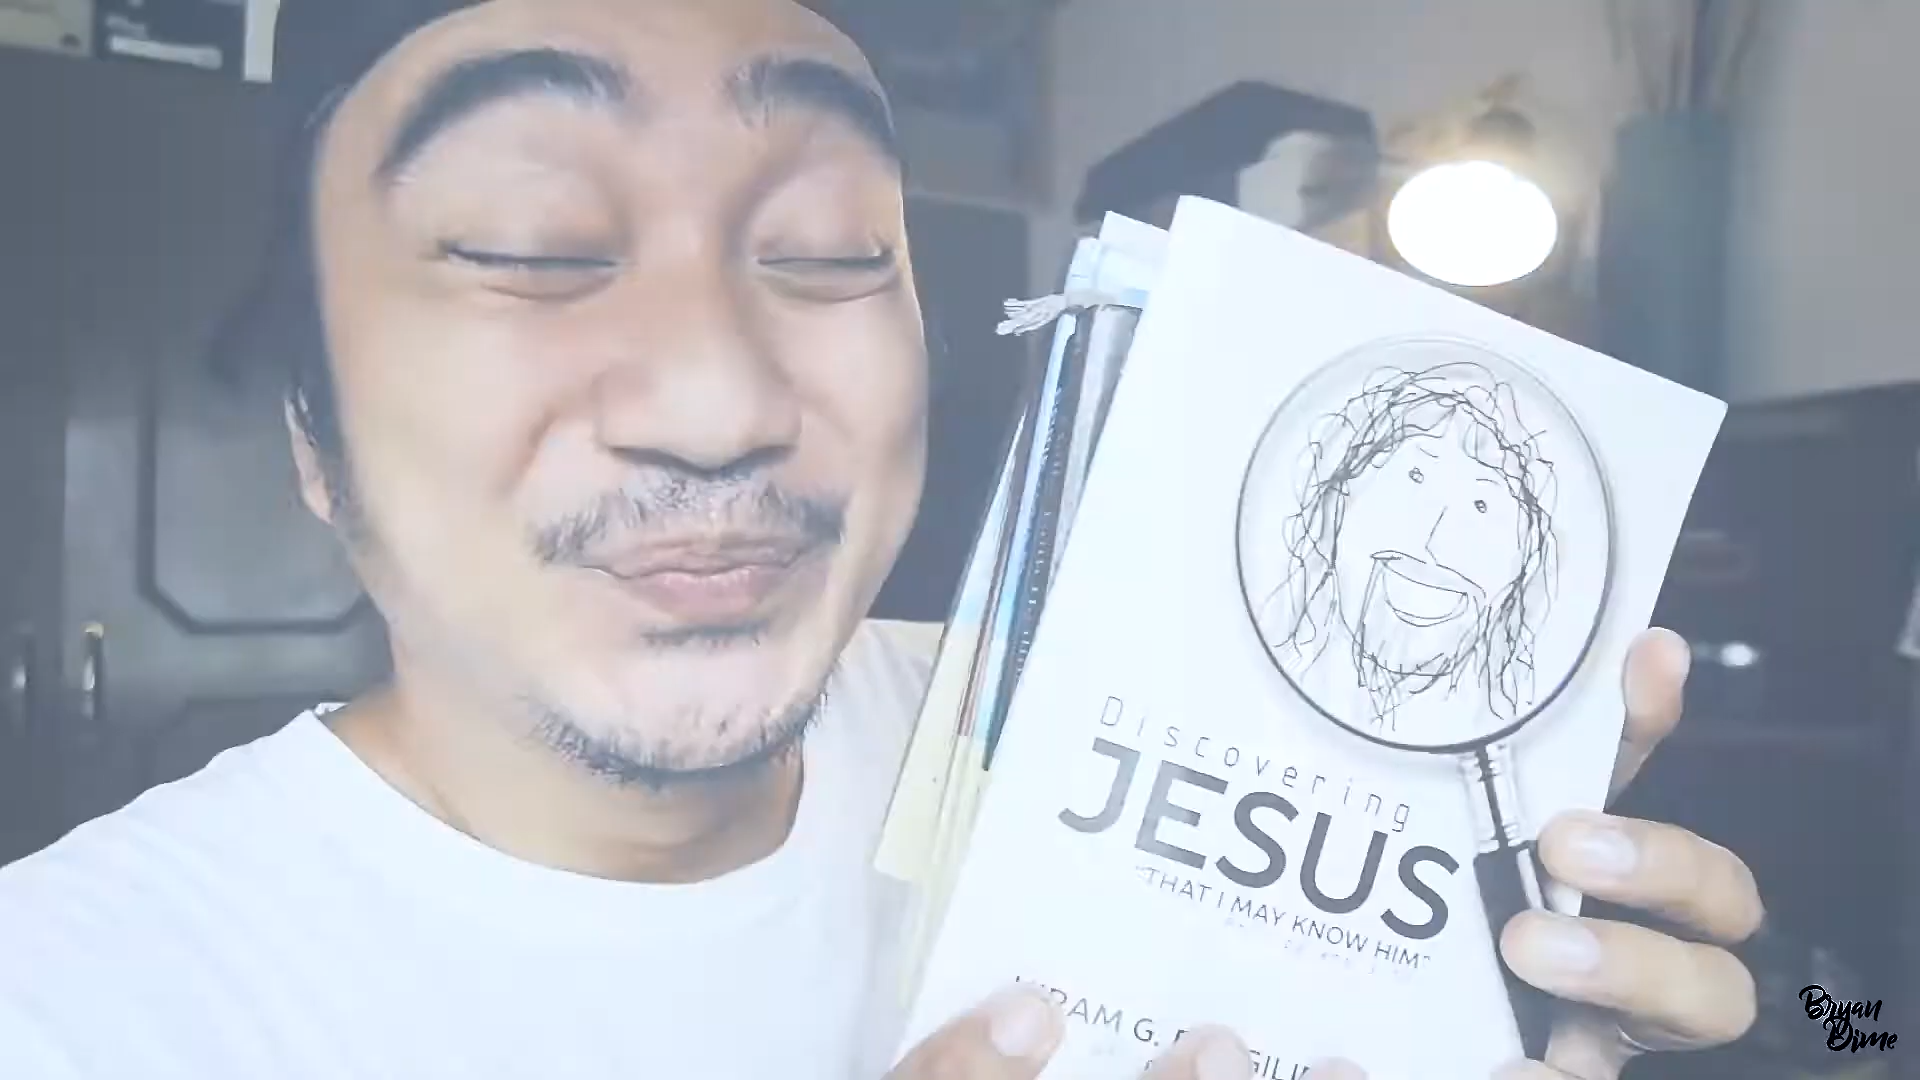 Discovering
JESUS
"THAT I MAY KNOW HIM"
G.
Bryan
Dime